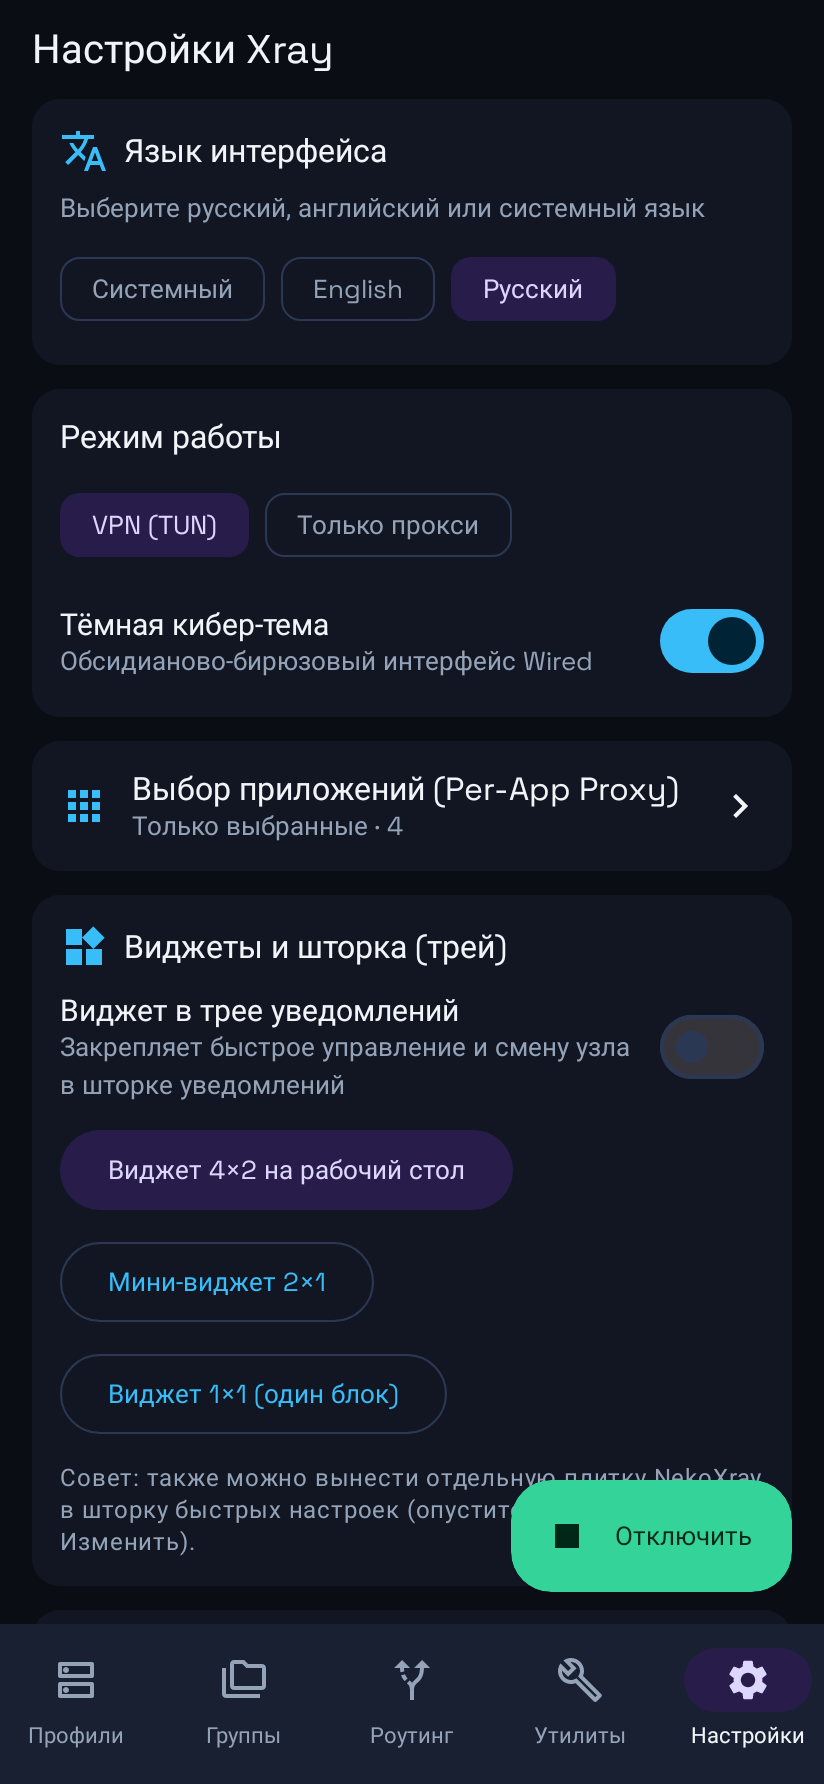 Настройки Xray
Язык интерфейса
Выберите русский, английский или системный язык
Системный
English
Русский
Режим работы
VPN (TUN)
Только прокси
Тёмная кибер-тема
Обсидианово-бирюзовый интерфейс Wired
Выбор приложений (Per-App Proxy)
Только выбранные · 4
Виджеты и шторка (трей)
Виджет в трее уведомлений
Закрепляет быстрое управление и смену узла
в шторке уведомлений
Виджет 4×2 на рабочий стол
Мини-виджет 2×1
Виджет 1×1 (один блок)
Совет: также можно вынести отдельную плитку NekoXray
в шторку быстрых настроек (опустите
Изменить).
Отключить
Профили
Группы
Роутинг
Утилиты
Настройки